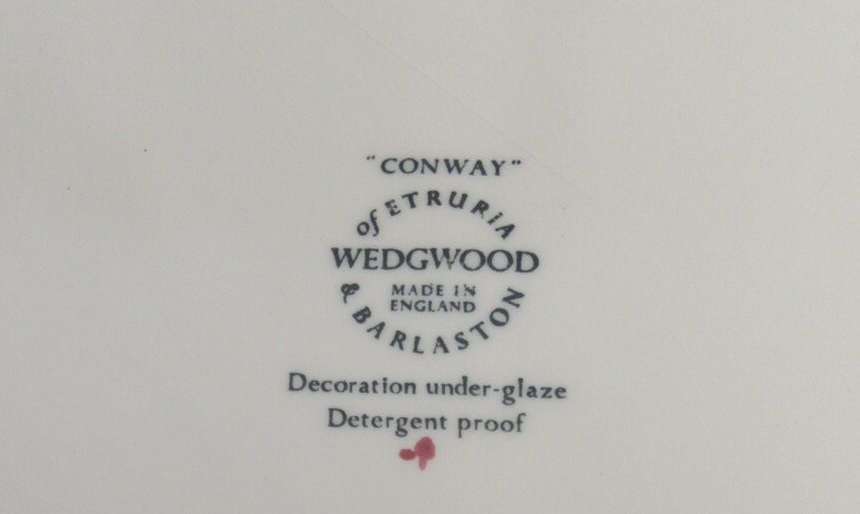 "CONWAY"
of ETRURIA
WEDGWOOD
MADE IN
ENGLAND
& BARLASTON
Decoration under-glaze
Detergent proof